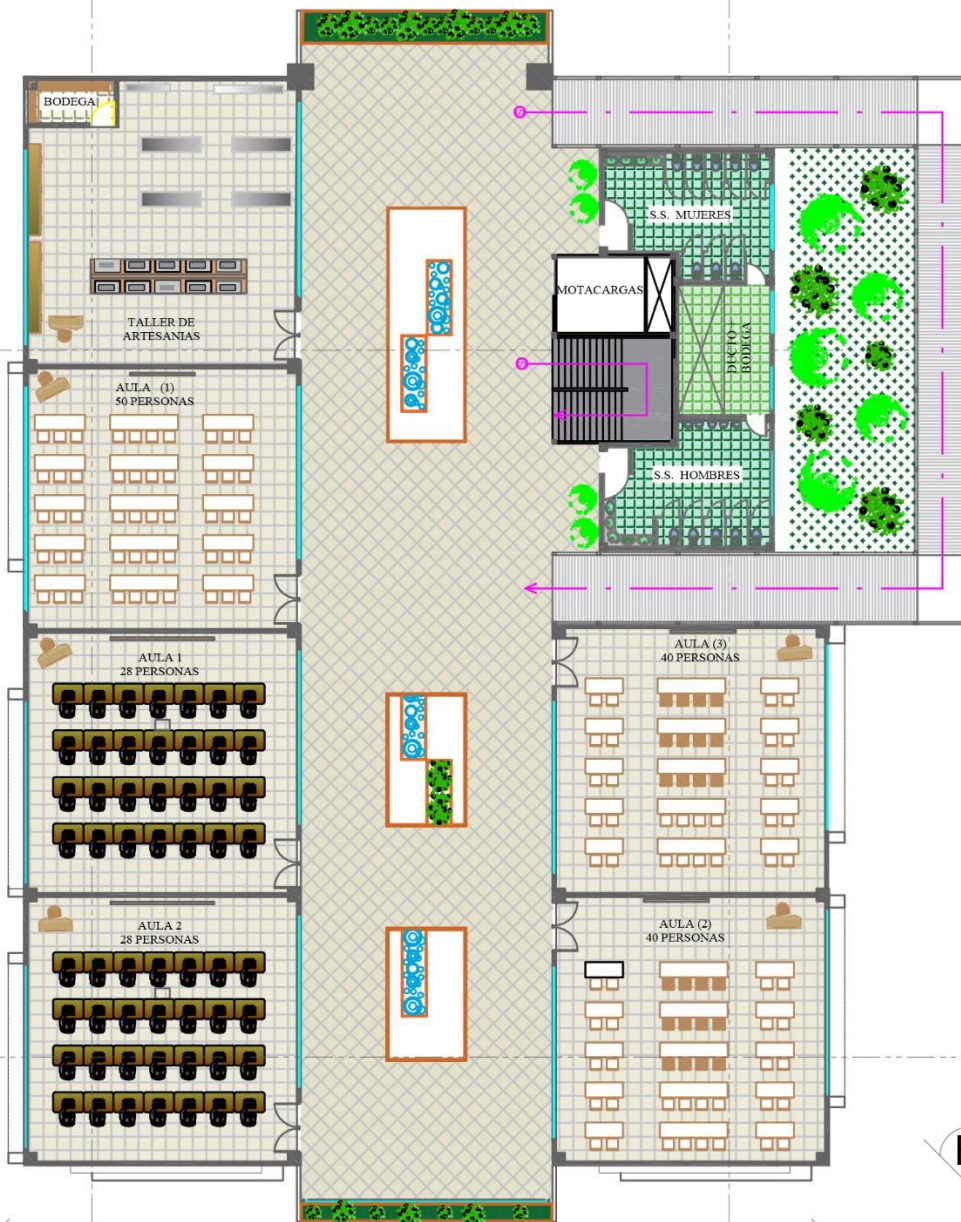 BODEGA
S.S. MUJERES
MOTACARGAS
TALLER DE
ARTESANIAS
DUCTO
BODEGA
AULA (1)
50 PERSONAS
S.S. HOMBRES
AULA 1
28 PERSONAS
AULA (3)
40 PERSONAS
AULA 2
28 PERSONAS
AULA (2)
40 PERSONAS